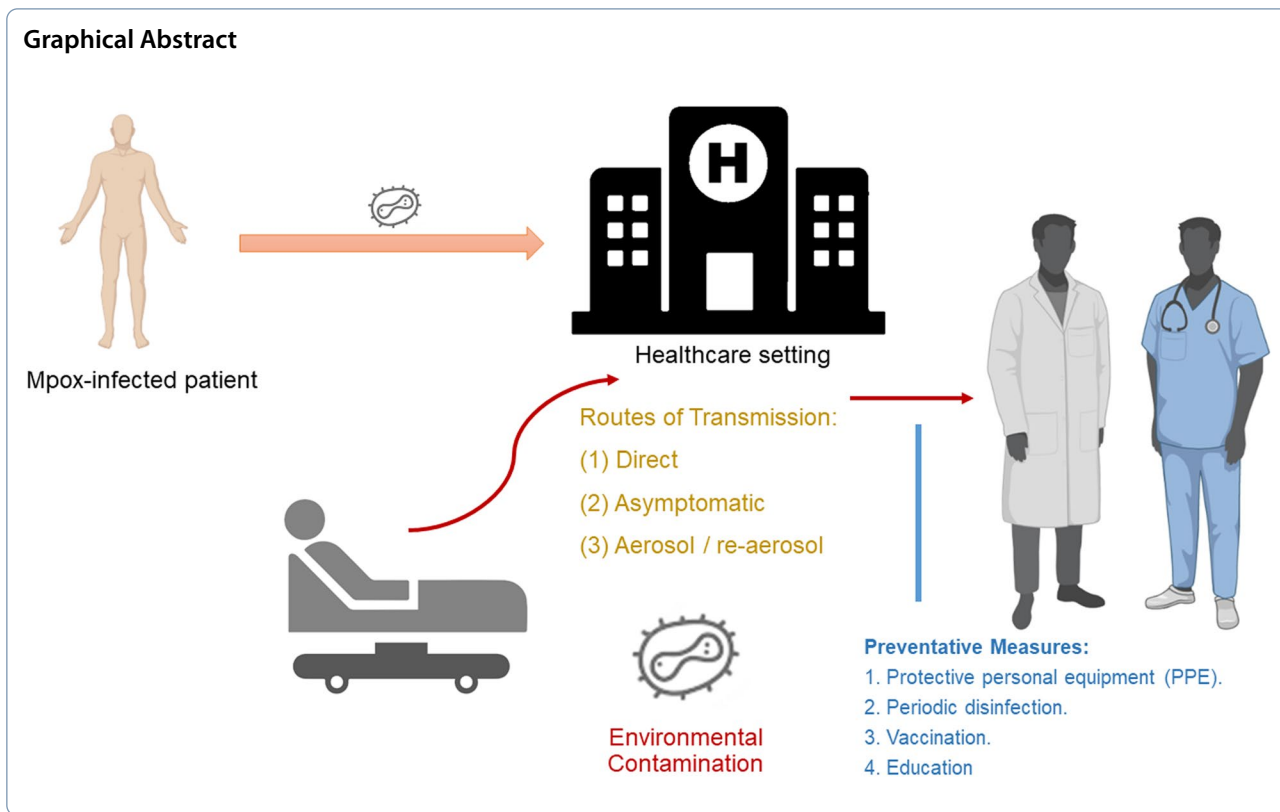 Graphical Abstract
H
Mpox-infected patient
Healthcare setting
Routes of Transmission:
(1) Direct
(2) Asymptomatic
(3) Aerosol / re-aerosol
Environmental
Contamination
Preventative Measures:
1. Protective personal equipment (PPE).
2. Periodic disinfection.
3. Vaccination.
4. Education